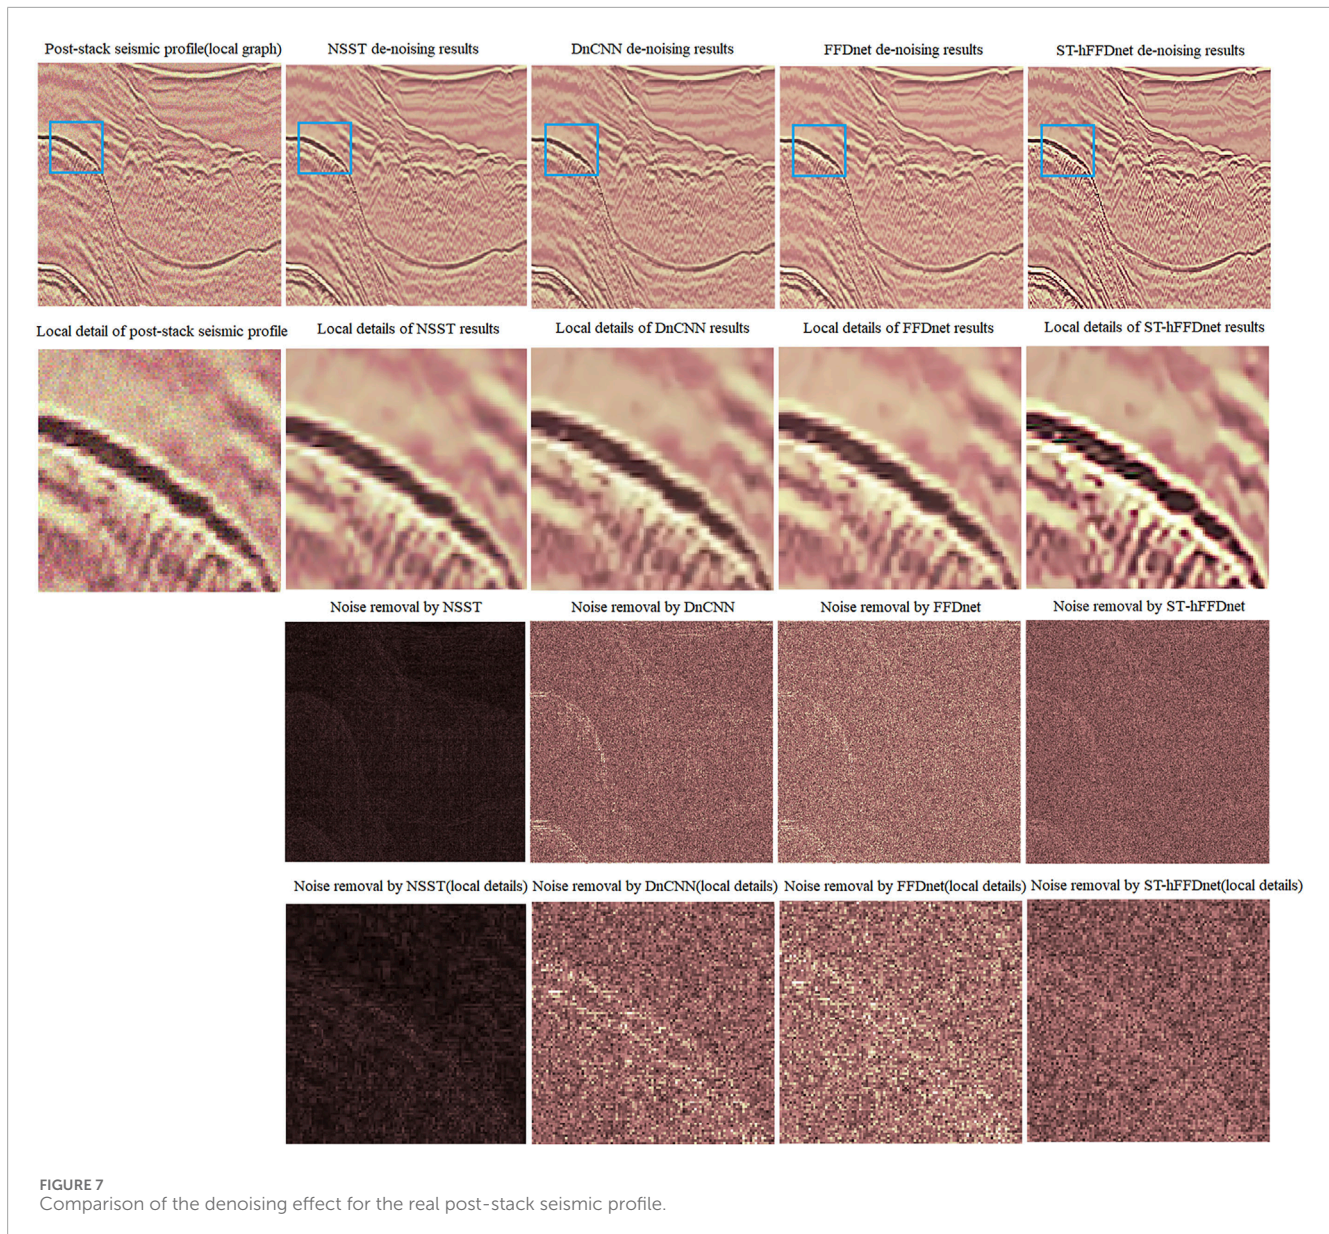 Post-stack seismic profile(local graph)
NSST de-noising results
DnCNN de-noising results
FFDnet de-noising results
ST-hFFDnet de-noising results
Local detail of post-stack seismic profile
Local details of NSST results
Local details of DnCNN results
Local details of FFDnet results
Local details of ST-hFFDnet results
Noise removal by NSST
Noise removal by DnCNN
Noise removal by FFDnet
Noise removal by ST-hFFDnet
Noise removal by NSST(local details)
Noise removal by DnCNN(local details)
Noise removal by FFDnet(local details)
Noise removal by ST-hFFDnet(local details)
FIGURE 7
Comparison of the denoising effect for the real post-stack seismic profile.